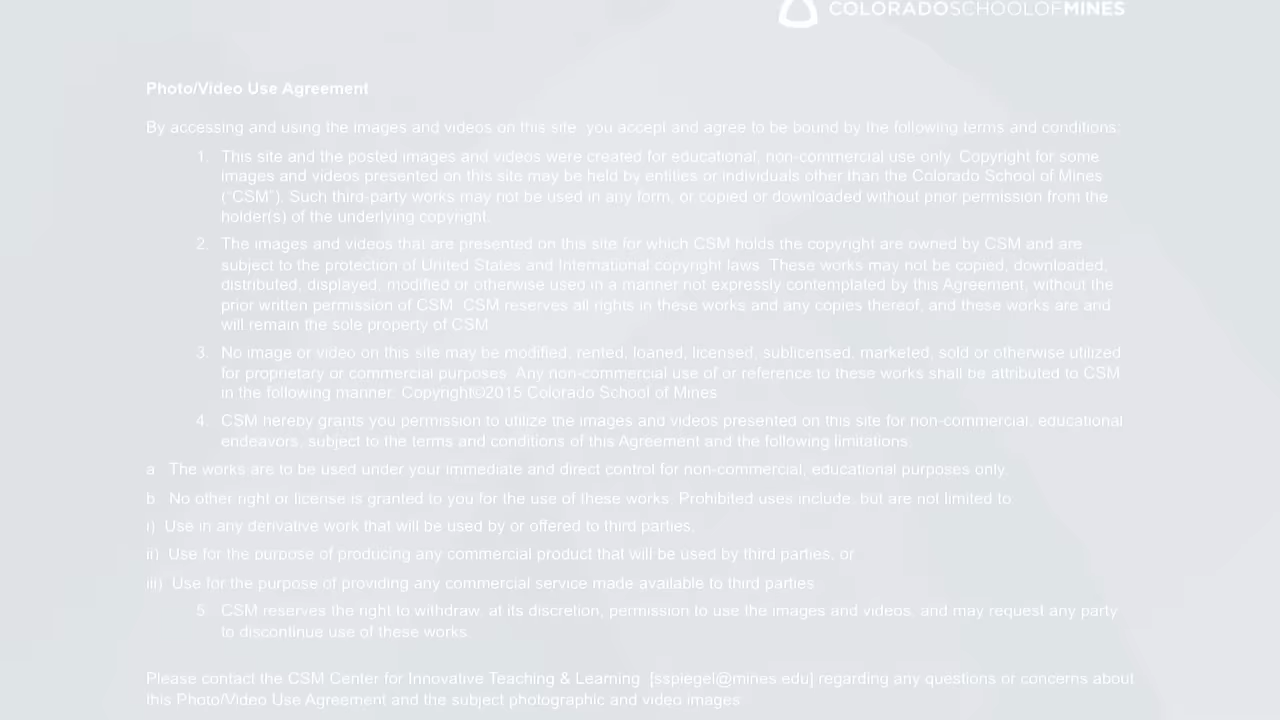 COLORADOSCHOOLOFMINES
Photo/Video Use Agreement
By accessing and using the images and videos on this site, you accept and agree to be bound by the following terms and conditions:
1. This site and the posted images and videos were created for educational, non-commercial use only. Copyright for some
images and videos presented on this site may be held by entities or individuals other than the Colorado School of Mines
("CSM"). Such third-party works may not be used in any form, or copied or downloaded without prior permission from the
holder(s) of the underlying copyright.
2. The images and videos that are presented on this site for which CSM holds the copyright are owned by CSM and are
subject to the protection of United States and International copyright laws. These works may not be copied, downloaded,
distributed, displayed, modified or otherwise used in a manner not expressly contemplated by this Agreement, without the
prior written permission of CSM. CSM reserves all rights in these works and any copies thereof, and these works are and
will remain the sole property of CSM.
3. No image or video on this site may be modified, rented, loaned, licensed, sublicensed, marketed, sold or otherwise utilized
for proprietary or commercial purposes. Any non-commercial use of or reference to these works shall be attributed to CSM
in the following manner: Copyright©2015 Colorado School of Mines
4. CSM hereby grants you permission to utilize the images and videos presented on this site for non-commercial, educational
endeavors, subject to the terms and conditions of this Agreement and the following limitations:
a. The works are to be used under your immediate and direct control for non-commercial, educational purposes only.
b. No other right or license is granted to you for the use of these works. Prohibited uses include, but are not limited to:
i) Use in any derivative work that will be used by or offered to third parties,
ii) Use for the purpose of producing any commercial product that will be used by third parties, or
iii) Use for the purpose of providing any commercial service made available to third parties.
5. CSM reserves the right to withdraw, at its discretion, permission to use the images and videos, and may request any party
to discontinue use of these works.
Please contact the CSM Center for Innovative Teaching & Learning [sspiegel@mines.edu] regarding any questions or concerns about
this Photo/Video Use Agreement and the subject photographic and video images.